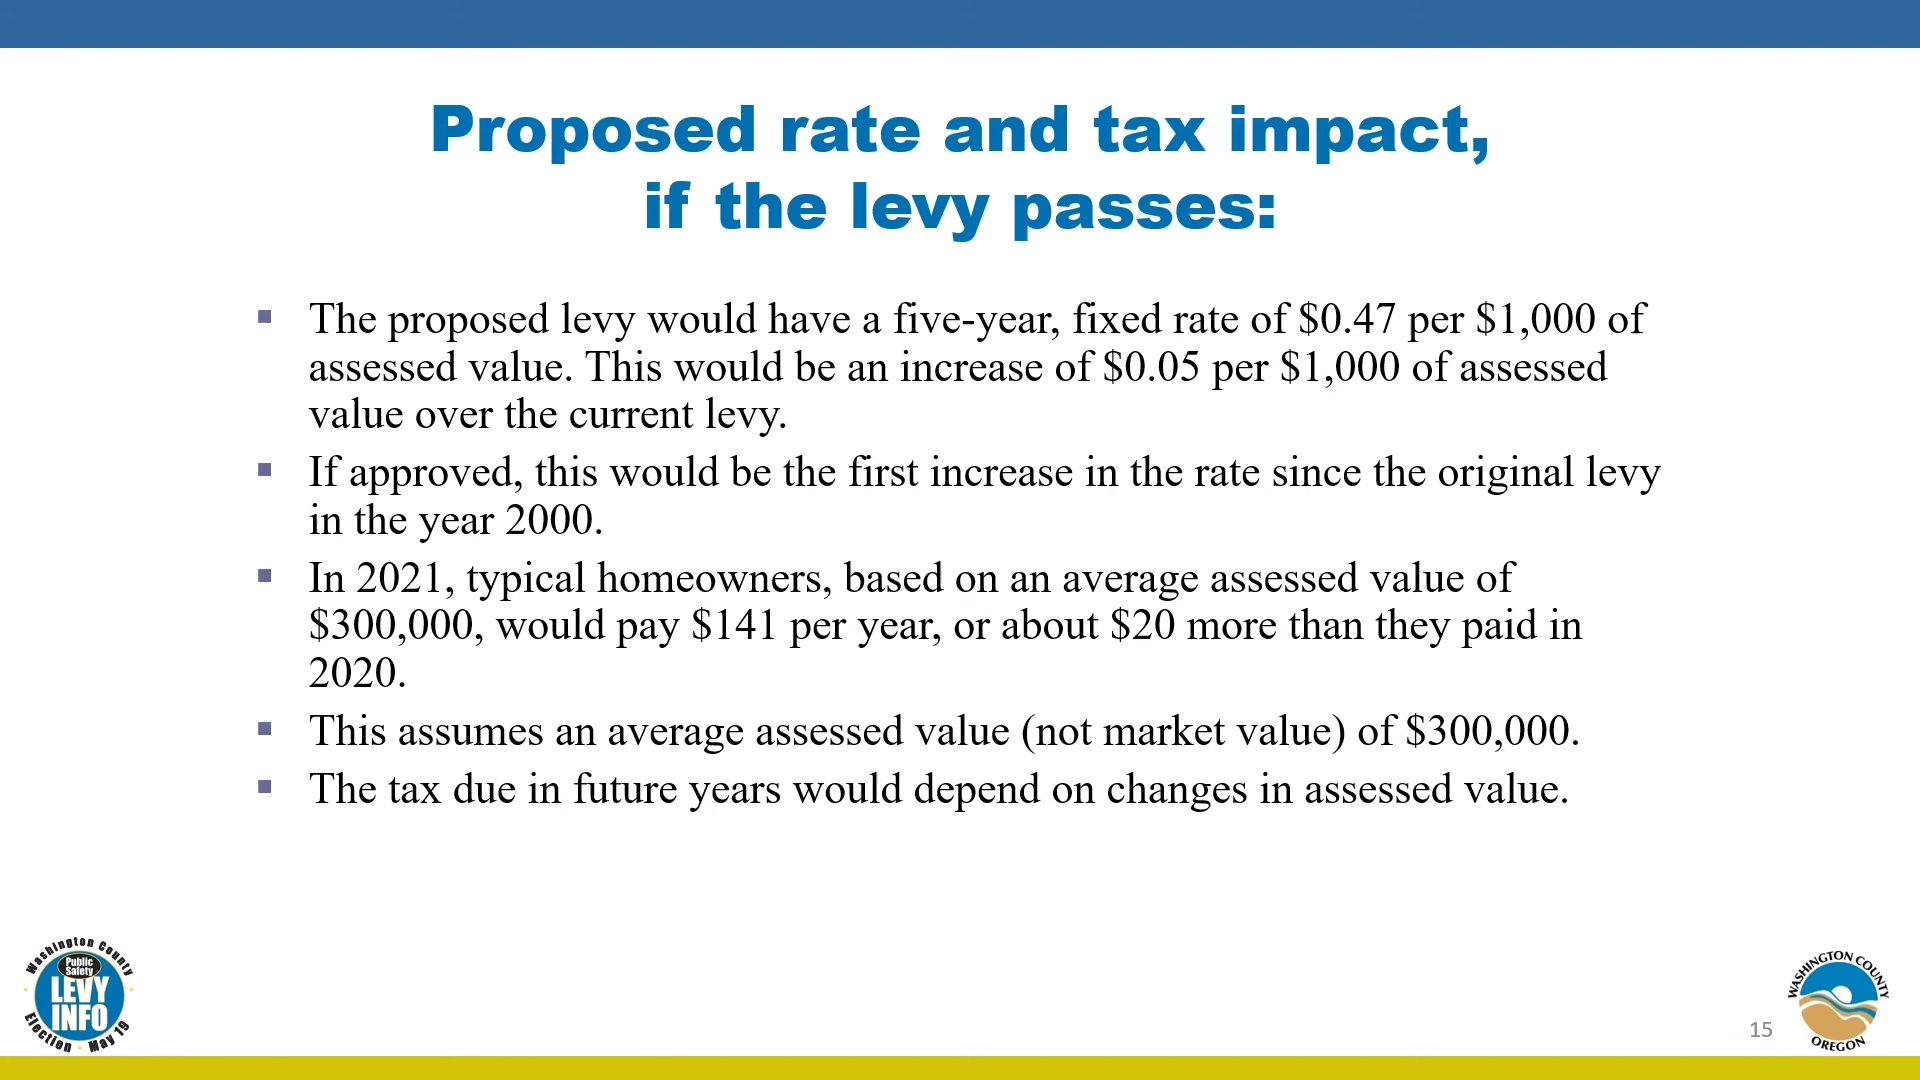 Proposed rate and tax impact,
if the levy passes:
▪ The proposed levy would have a five-year, fixed rate of $0.47 per $1,000 of
assessed value. This would be an increase of $0.05 per $1,000 of assessed
value over the current levy.
▪ If approved, this would be the first increase in the rate since the original levy
in the year 2000.
▪ In 2021, typical homeowners, based on an average assessed value of
$300,000, would pay $141 per year, or about $20 more than they paid in
2020.
▪ This assumes an average assessed value (not market value) of $300,000.
▪ The tax due in future years would depend on changes in assessed value.
Washington County
Public
Safety
LEVY
INFO
Election · May 19
15
WASHINGTON COUNTY
OREGON